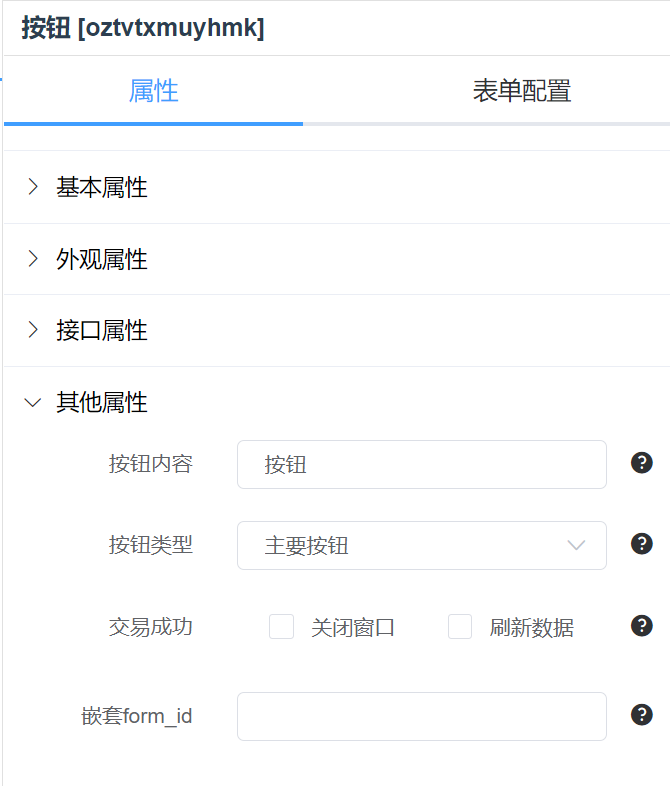 按钮 [oztvtxmuyhmk]
属性 表单配置
基本属性
外观属性
接口属性
其他属性
按钮内容 按钮 ?
按钮类型 主要按钮 ?
交易成功 关闭窗口 刷新数据 ?
嵌套form_id ?